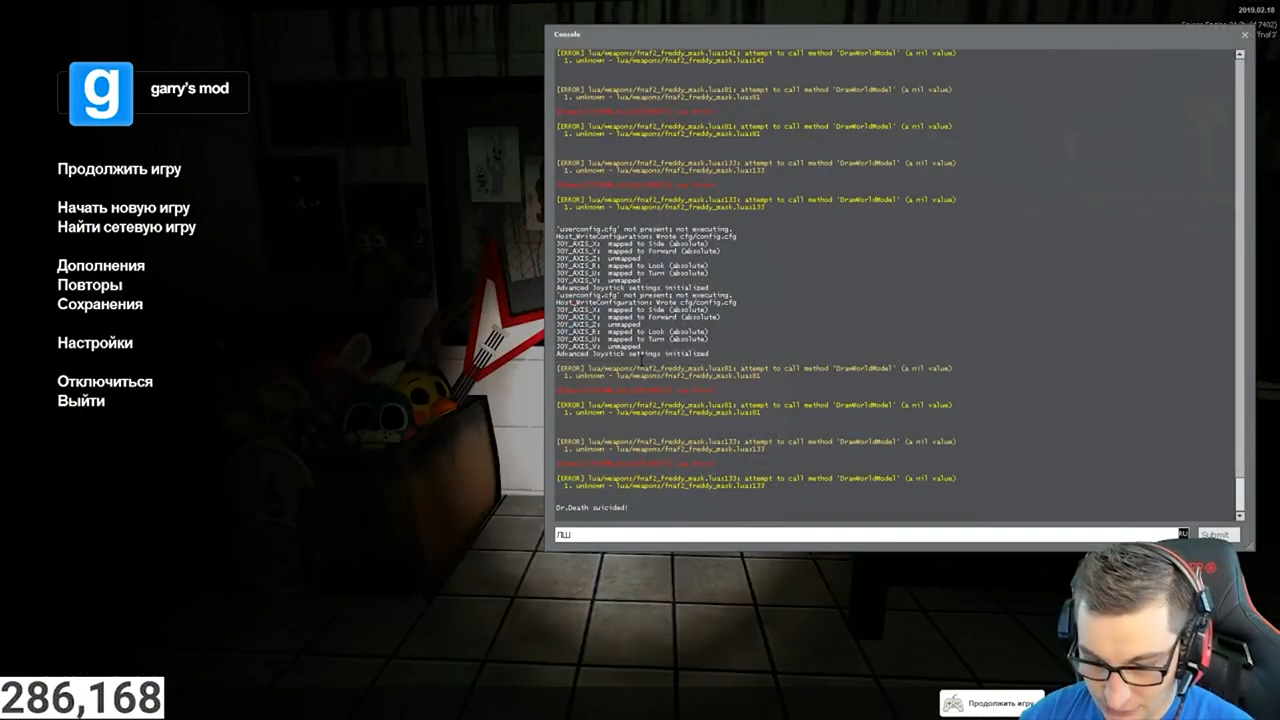 2019.02.18
Console
garry's mod
Продолжить игру
Начать новую игру
Найти сетевую игру
Дополнения
Повторы
Сохранения
Настройки
Отключиться
Выйти
[ERROR] lua/weapons/fnaf2_freddy_mask.lua:141: attempt to call method 'DrawWorldModel' (a nil value)
1. unknown - lua/weapons/fnaf2_freddy_mask.lua:141
[ERROR] lua/weapons/fnaf2_freddy_mask.lua:81: attempt to call method 'DrawWorldModel' (a nil value)
1. unknown - lua/weapons/fnaf2_freddy_mask.lua:81
[ERROR] lua/weapons/fnaf2_freddy_mask.lua:81: attempt to call method 'DrawWorldModel' (a nil value)
1. unknown - lua/weapons/fnaf2_freddy_mask.lua:81
[ERROR] lua/weapons/fnaf2_freddy_mask.lua:133: attempt to call method 'DrawWorldModel' (a nil value)
1. unknown - lua/weapons/fnaf2_freddy_mask.lua:133
[ERROR] lua/weapons/fnaf2_freddy_mask.lua:133: attempt to call method 'DrawWorldModel' (a nil value)
1. unknown - lua/weapons/fnaf2_freddy_mask.lua:133
'userconfig.cfg' not present; not executing.
Host_WriteConfiguration: Wrote cfg/config.cfg
JOY_AXIS_X: mapped to Side (absolute)
JOY_AXIS_Y: mapped to Forward (absolute)
JOY_AXIS_Z: unmapped
JOY_AXIS_R: mapped to Look (absolute)
JOY_AXIS_U: mapped to Turn (absolute)
JOY_AXIS_V: unmapped
Advanced Joystick settings initialized
'userconfig.cfg' not present; not executing.
Host_WriteConfiguration: Wrote cfg/config.cfg
JOY_AXIS_X: mapped to Side (absolute)
JOY_AXIS_Y: mapped to Forward (absolute)
JOY_AXIS_Z: unmapped
JOY_AXIS_R: mapped to Look (absolute)
JOY_AXIS_U: mapped to Turn (absolute)
JOY_AXIS_V: unmapped
Advanced Joystick settings initialized
[ERROR] lua/weapons/fnaf2_freddy_mask.lua:81: attempt to call method 'DrawWorldModel' (a nil value)
1. unknown - lua/weapons/fnaf2_freddy_mask.lua:81
[ERROR] lua/weapons/fnaf2_freddy_mask.lua:81: attempt to call method 'DrawWorldModel' (a nil value)
1. unknown - lua/weapons/fnaf2_freddy_mask.lua:81
[ERROR] lua/weapons/fnaf2_freddy_mask.lua:133: attempt to call method 'DrawWorldModel' (a nil value)
1. unknown - lua/weapons/fnaf2_freddy_mask.lua:133
[ERROR] lua/weapons/fnaf2_freddy_mask.lua:133: attempt to call method 'DrawWorldModel' (a nil value)
1. unknown - lua/weapons/fnaf2_freddy_mask.lua:133
Dr.Death suicided!
лш
RU
Submit
286,168
Продолжить игру